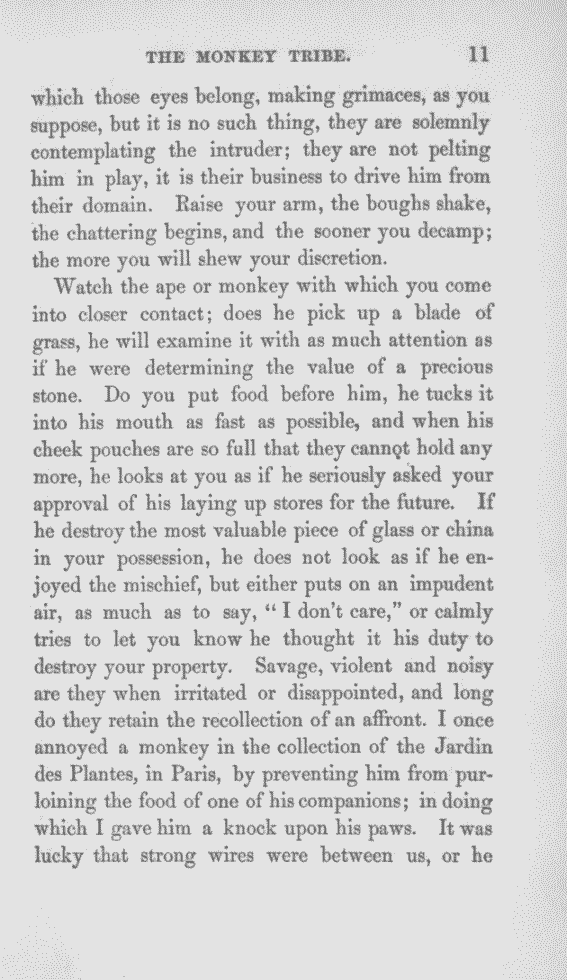 THE MONKEY TRIBE. 11
which those eyes belong, making grimaces, as you
suppose, but it is no such thing, they are solemnly
contemplating the intruder; they are not pelting
him in play, it is their business to drive him from
their domain. Raise your arm, the boughs shake,
the chattering begins, and the sooner you decamp;
the more you will shew your discretion.
Watch the ape or monkey with which you come
into closer contact; does he pick up a blade of
grass, he will examine it with as much attention as
if he were determining the value of a precious
stone. Do you put food before him, he tucks it
into his mouth as fast as possible, and when his
cheek pouches are so full that they cannot hold any
more, he looks at you as if he seriously asked your
approval of his laying up stores for the future. If
he destroy the most valuable piece of glass or china
in your possession, he does not look as if he en-
joyed the mischief, but either puts on an impudent
air, as much as to say, “ I don't care,” or calmly
tries to let you know he thought it his duty to
destroy your property. Savage, violent and noisy
are they when irritated or disappointed, and long
do they retain the recollection of an affront. I once
annoyed a monkey in the collection of the Jardin
des Plantes, in Paris, by preventing him from pur-
loining the food of one of his companions; in doing
which I gave him a knock upon his paws. It was
lucky that strong wires were between us, or he